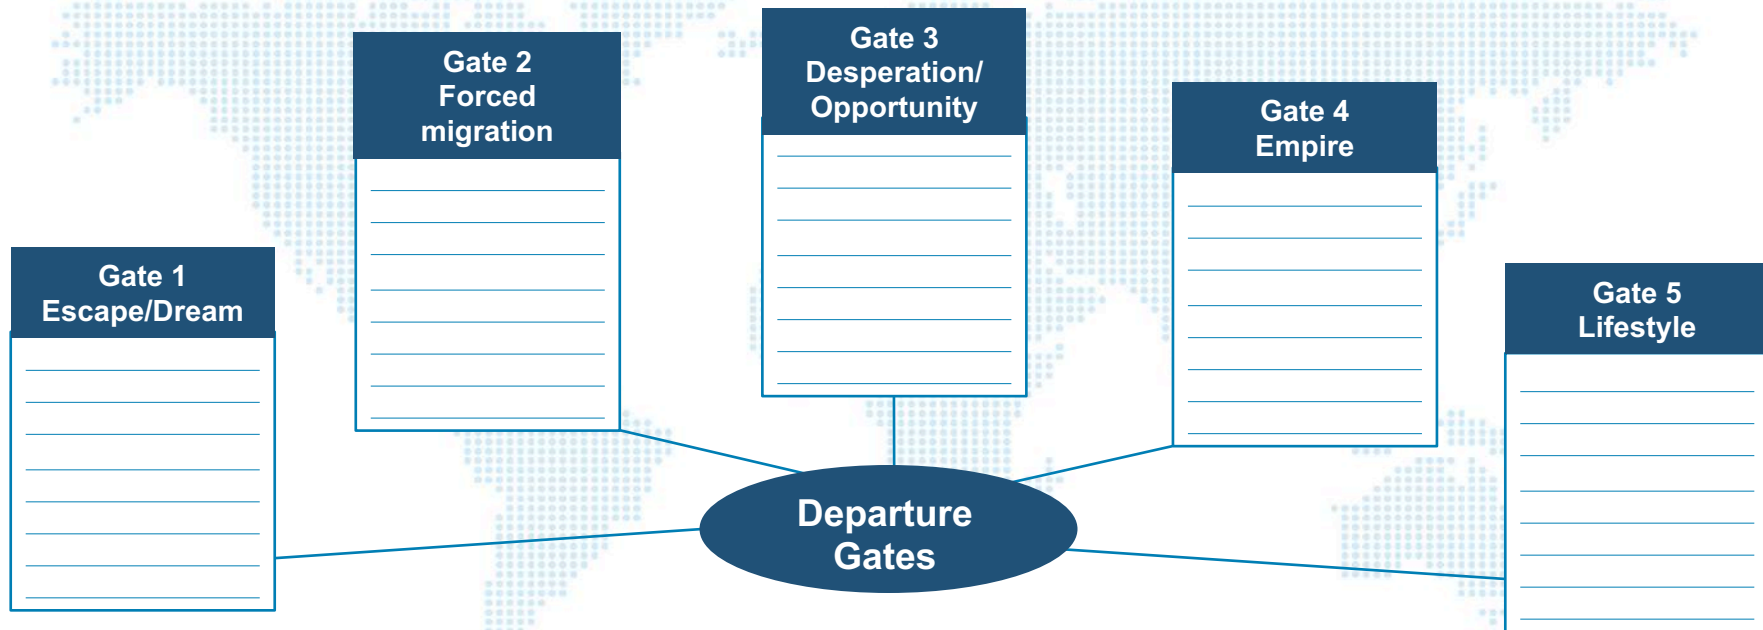 Gate 1
Escape/Dream
Gate 2
Forced
migration
Gate 3
Desperation/
Opportunity
Gate 4
Empire
Gate 5
Lifestyle
Departure
Gates